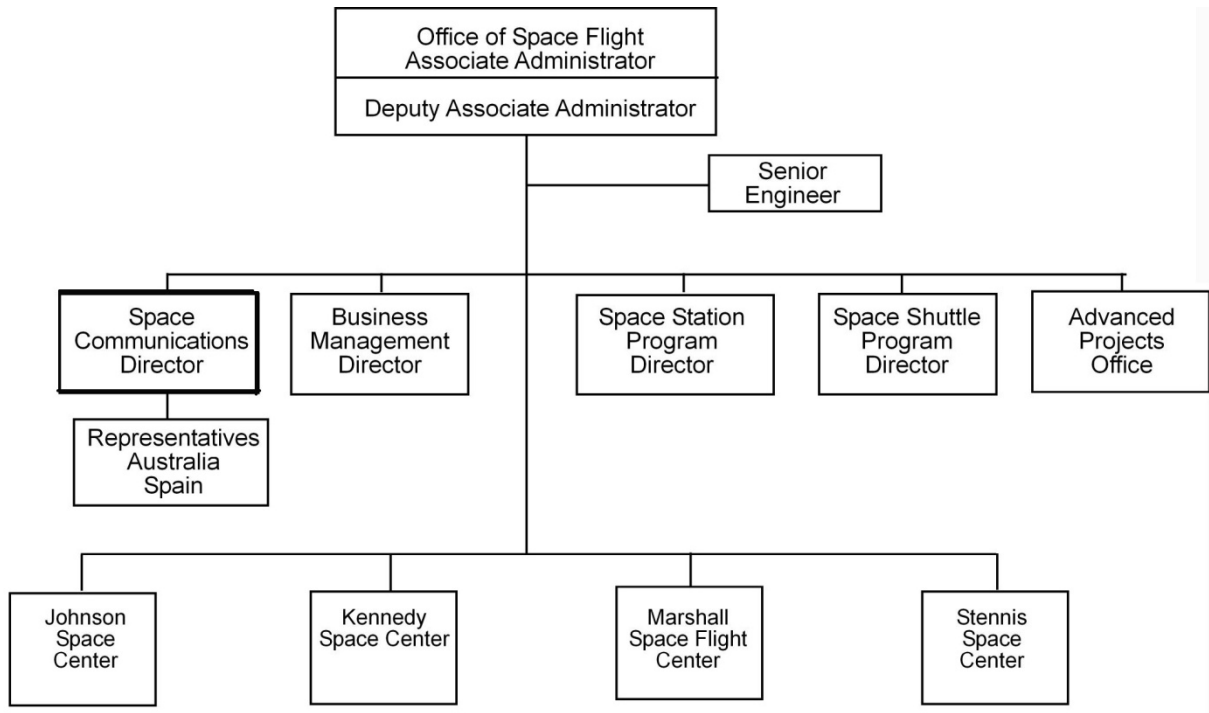 Office of Space Flight
Associate Administrator
Deputy Associate Administrator
Senior
Engineer
Space
Communications
Director
Business
Management
Director
Space Station
Program
Director
Space Shuttle
Program
Director
Advanced
Projects
Office
Representatives
Australia
Spain
Johnson
Space
Center
Kennedy
Space Center
Marshall
Space Flight
Center
Stennis
Space
Center